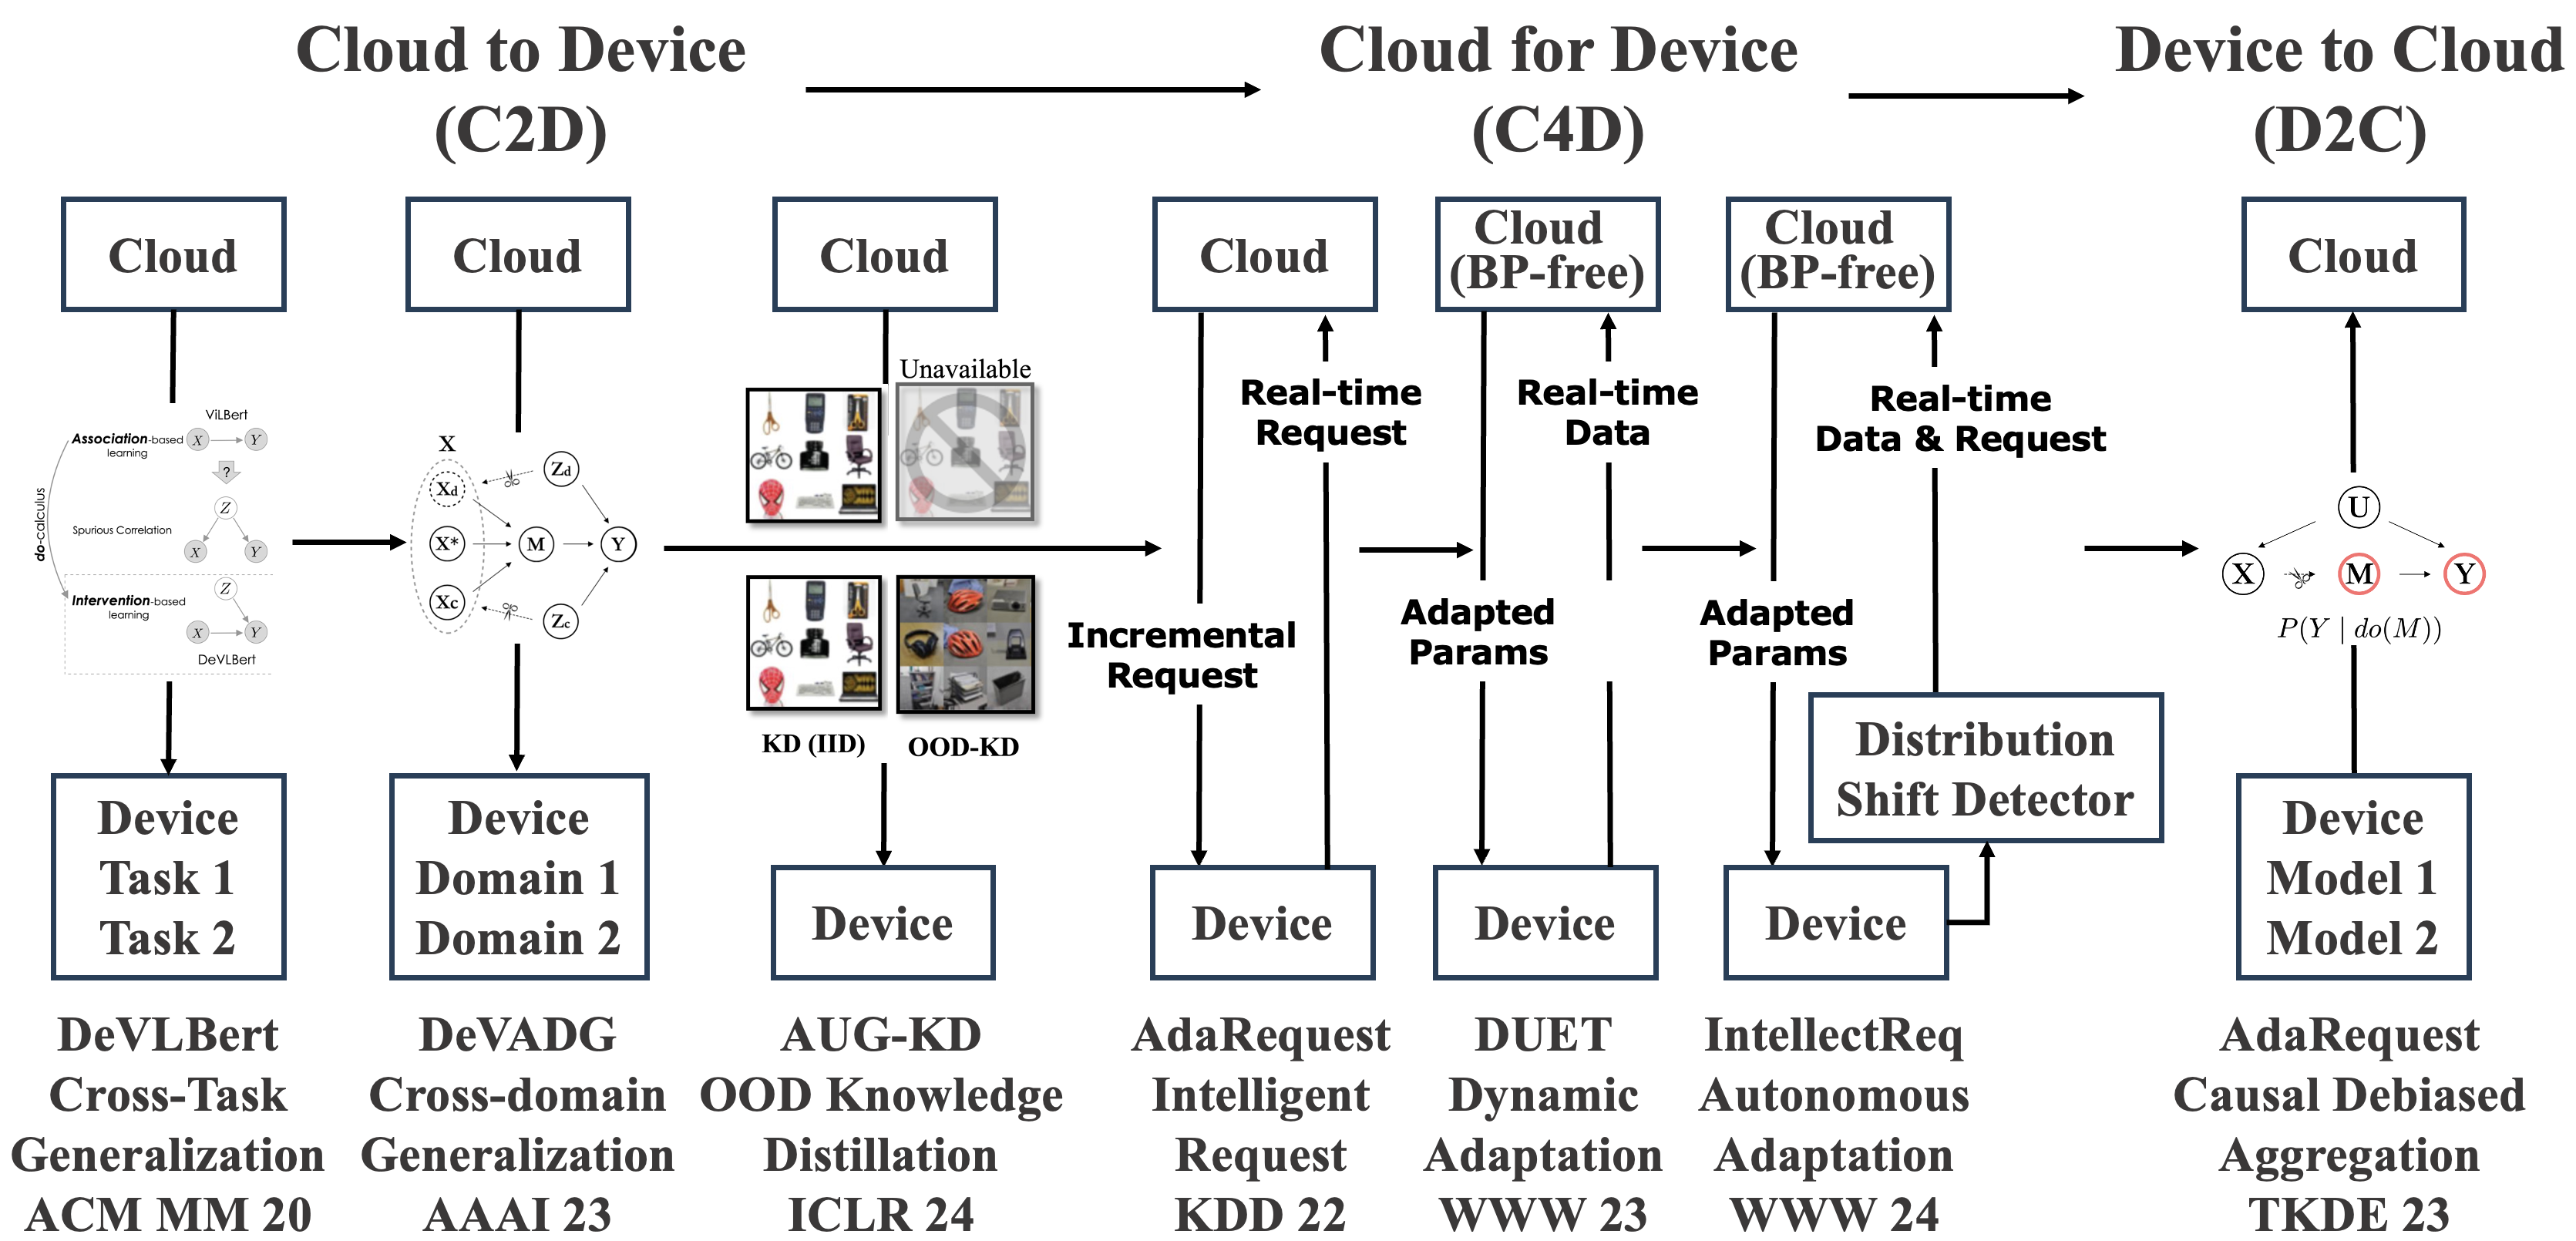 Cloud to Device
(C2D)
Cloud for Device
(C4D)
Device to Cloud
(D2C)
Cloud
ViLBert
Association-based
learning
X
Y
?
Z
Spurious Correlation
X
Y
do-calculus
Z
Intervention-based
learning
X
Y
DeVLBert
Device
Task 1
Task 2
DeVLBert
Cross-Task
Generalization
ACM MM 20
Cloud
X
Xd
Zd
X*
M
Y
Xc
Zc
Device
Domain 1
Domain 2
DeVADG
Cross-domain
Generalization
AAAI 23
Cloud
Unavailable
KD (IID)
OOD-KD
Device
AUG-KD
OOD Knowledge
Distillation
ICLR 24
Cloud
Real-time
Request
Incremental
Request
Device
AdaRequest
Intelligent
Request
KDD 22
Cloud
(BP-free)
Real-time
Data
Adapted
Params
Device
DUET
Dynamic
Adaptation
WWW 23
Cloud
(BP-free)
Real-time
Data & Request
Adapted
Params
Distribution
Shift Detector
Device
IntellectReq
Autonomous
Adaptation
WWW 24
Cloud
U
X
M
Y
P(Y | do(M))
Device
Model 1
Model 2
AdaRequest
Causal Debiased
Aggregation
TKDE 23